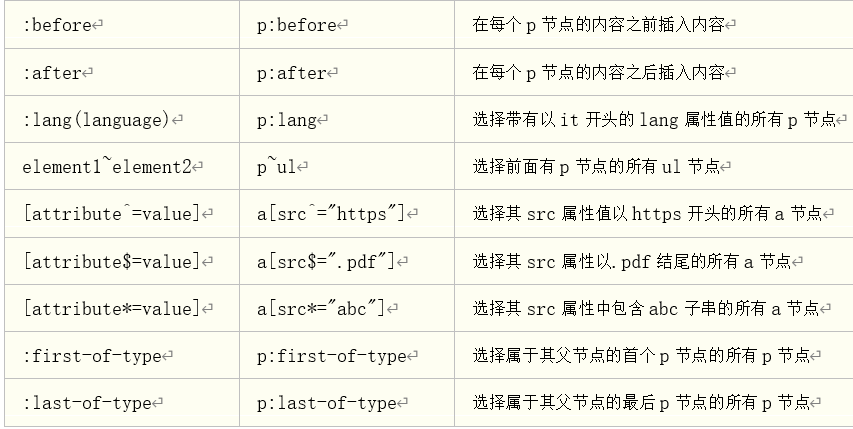 :before↵ p:before↵ 在每个 p 节点的内容之前插入内容↵
:after↵ p:after↵ 在每个 p 节点的内容之后插入内容↵
:lang(language)↵ p:lang↵ 选择带有以 it 开头的 lang 属性值的所有 p 节点↵
element1~element2↵ p~ul↵ 选择前面有 p 节点的所有 ul 节点↵
[attribute^=value]↵ a[src^="https"]↵ 选择其 src 属性值以 https 开头的所有 a 节点↵
[attribute$=value]↵ a[src$=".pdf"]↵ 选择其 src 属性以.pdf 结尾的所有 a 节点↵
[attribute*=value]↵ a[src*="abc"]↵ 选择其 src 属性中包含 abc 子串的所有 a 节点↵
:first-of-type↵ p:first-of-type↵ 选择属于其父节点的首个 p 节点的所有 p 节点↵
:last-of-type↵ p:last-of-type↵ 选择属于其父节点的最后 p 节点的所有 p 节点↵